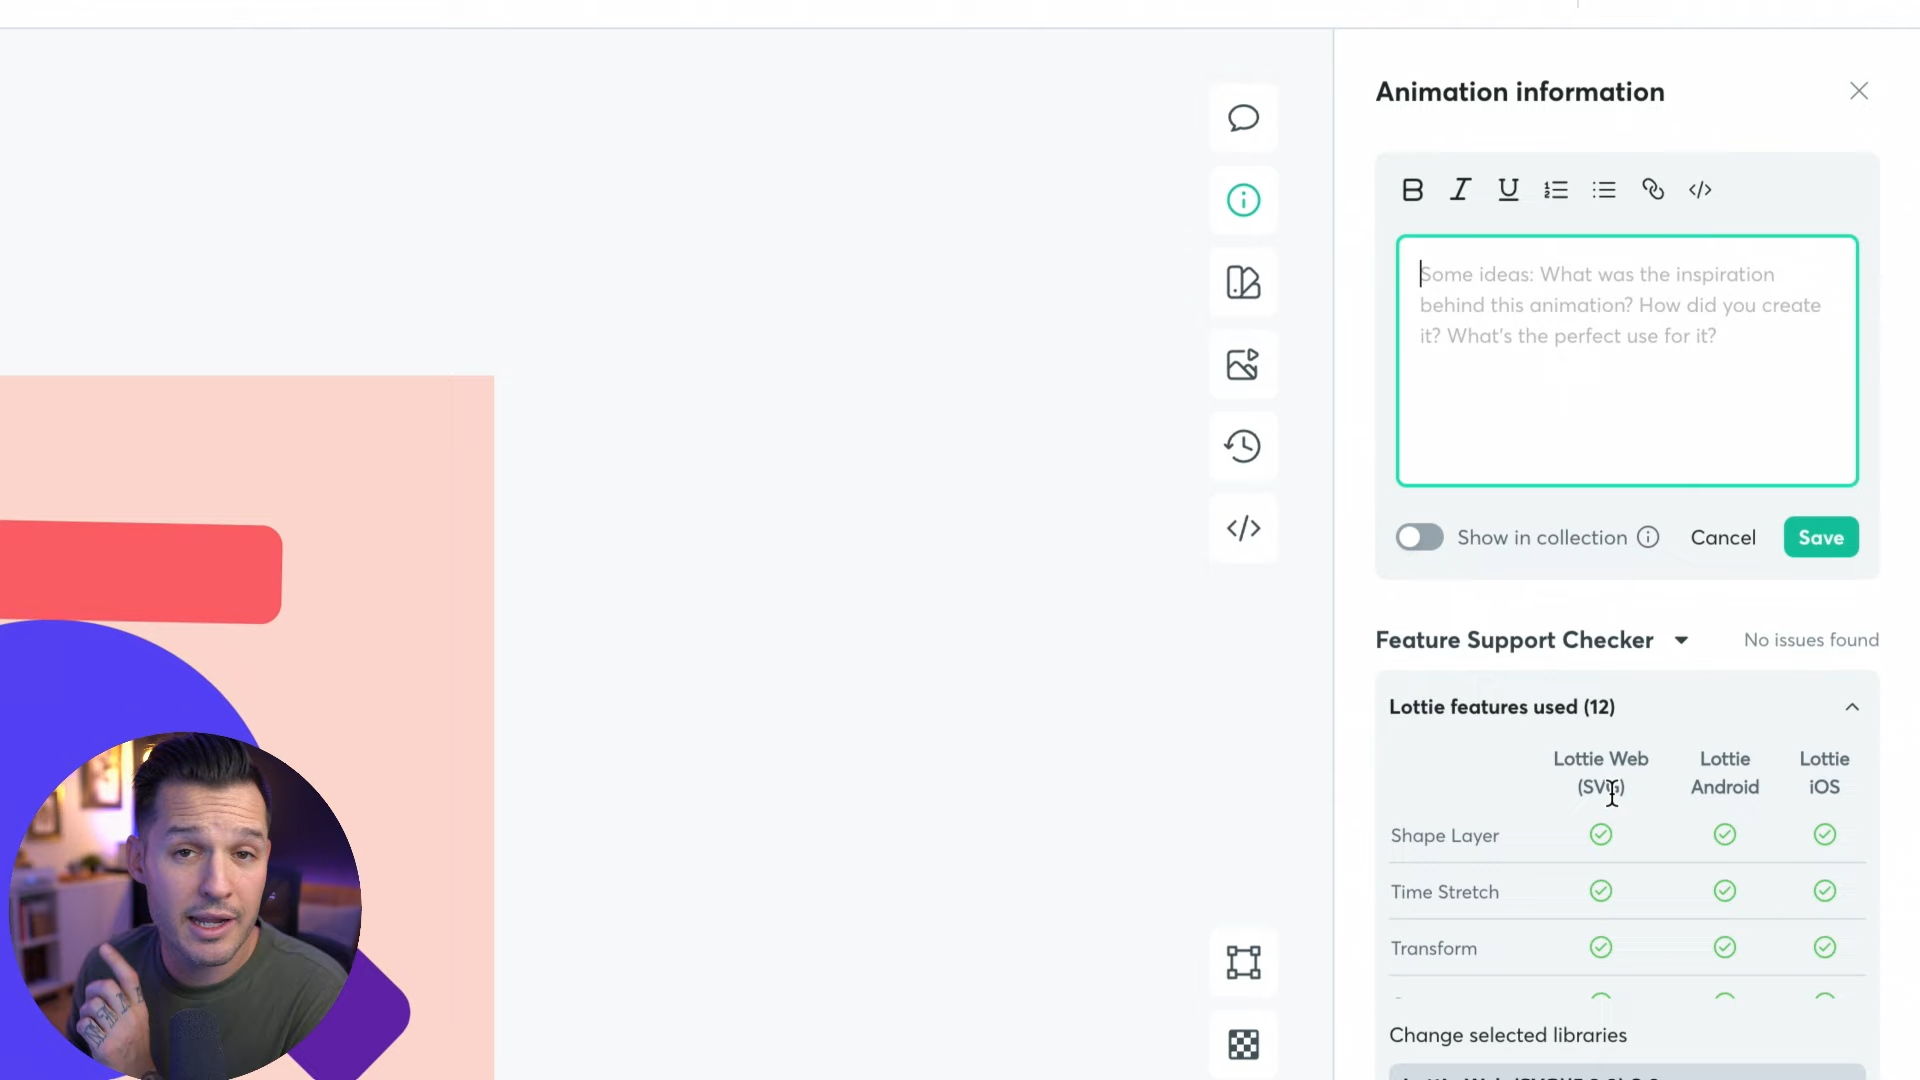 Animation information
Some ideas: What was the inspiration
behind this animation? How did you create
it? What's the perfect use for it?
Show in collection
Cancel
Save
Feature Support Checker
No issues found
Lottie features used (12)
Lottie Web
(SVG)
Lottie
Android
Lottie
iOS
Shape Layer
Time Stretch
Transform
Change selected libraries